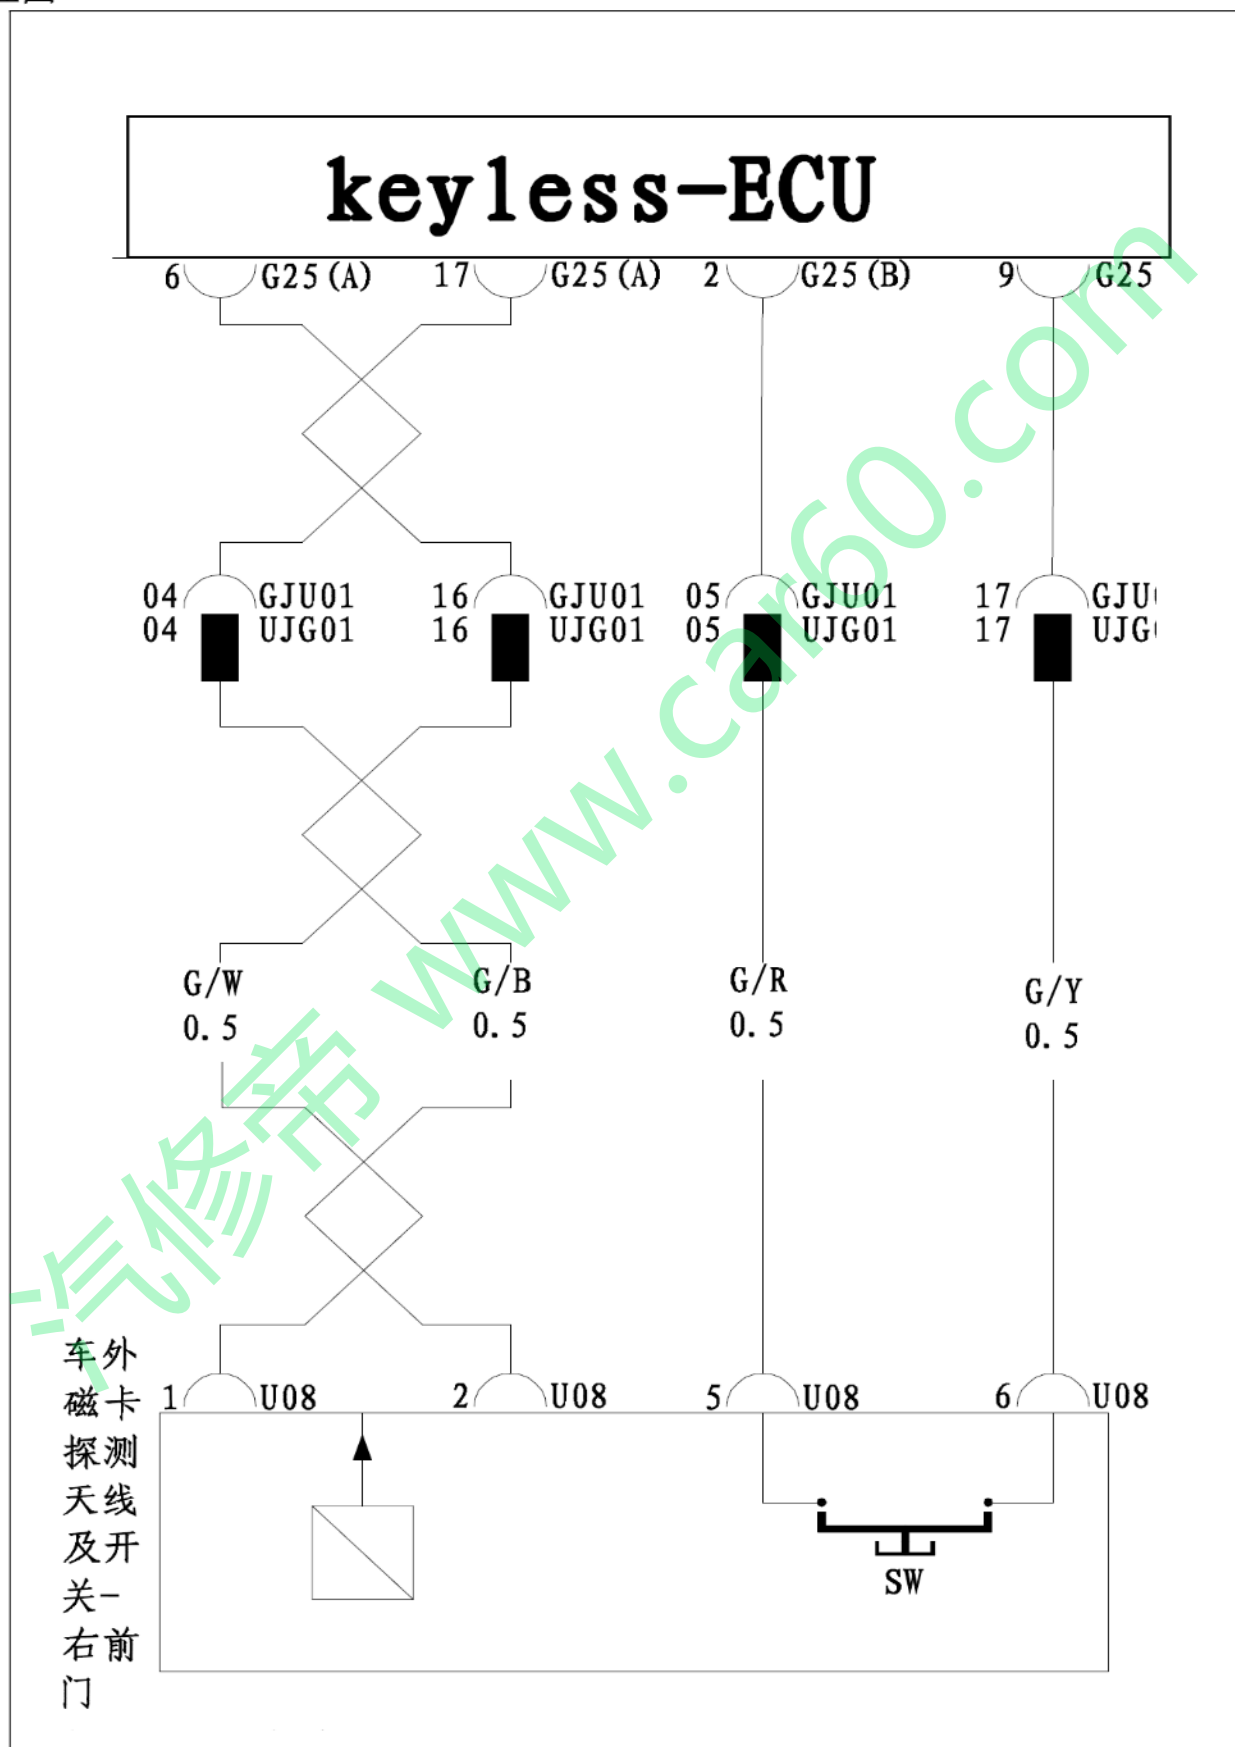 keyless-ECU
6 G25(A) 17 G25(A) 2 G25(B) 9 G25
04 GJU01 16 GJU01 05 GJU01 17 GJU
04 UJG01 16 UJG01 05 UJG01 17 UJG
G/W G/B G/R G/Y
0.5 0.5 0.5 0.5
汽修帝 www.car60.com
1 U08 2 U08 5 U08 6 U08
车外
磁卡
探测
天线
及开
关-
右前
门
SW